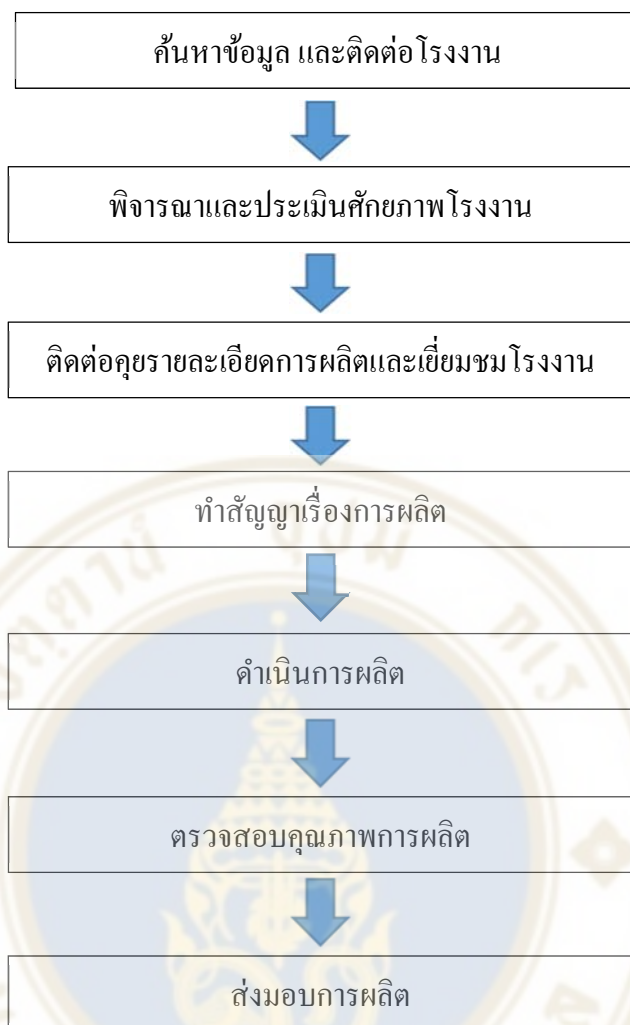 ค้นหาข้อมูล และติดต่อโรงงาน
พิจารณาและประเมินศักยภาพโรงงาน
ติดต่อคุยรายละเอียดการผลิตและเยี่ยมชมโรงงาน
ทำสัญญาเรื่องการผลิต
ดำเนินการผลิต
ตรวจสอบคุณภาพการผลิต
ส่งมอบการผลิต